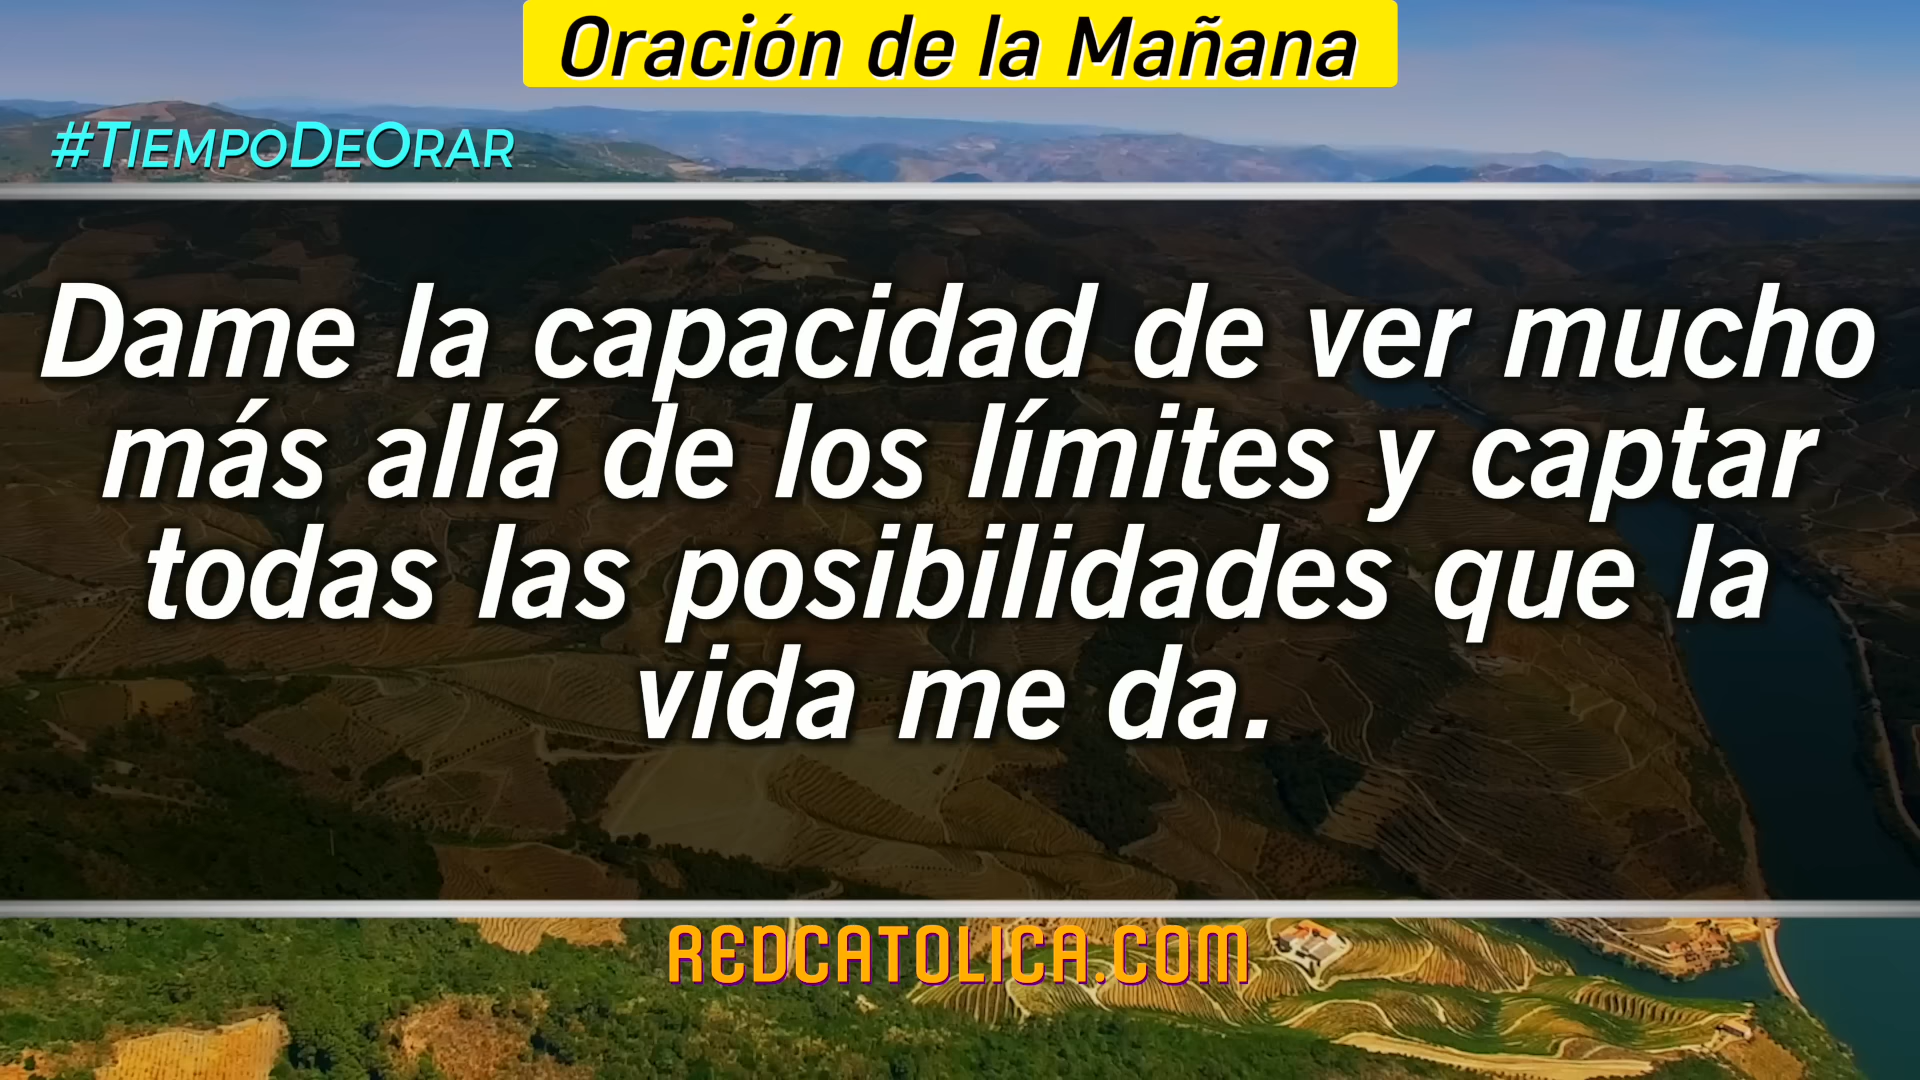 Oración de la Mañana
#TiempoDeOrar
Dame la capacidad de ver mucho
más allá de los límites y captar
todas las posibilidades que la
vida me da.
REDCATOLICA.COM